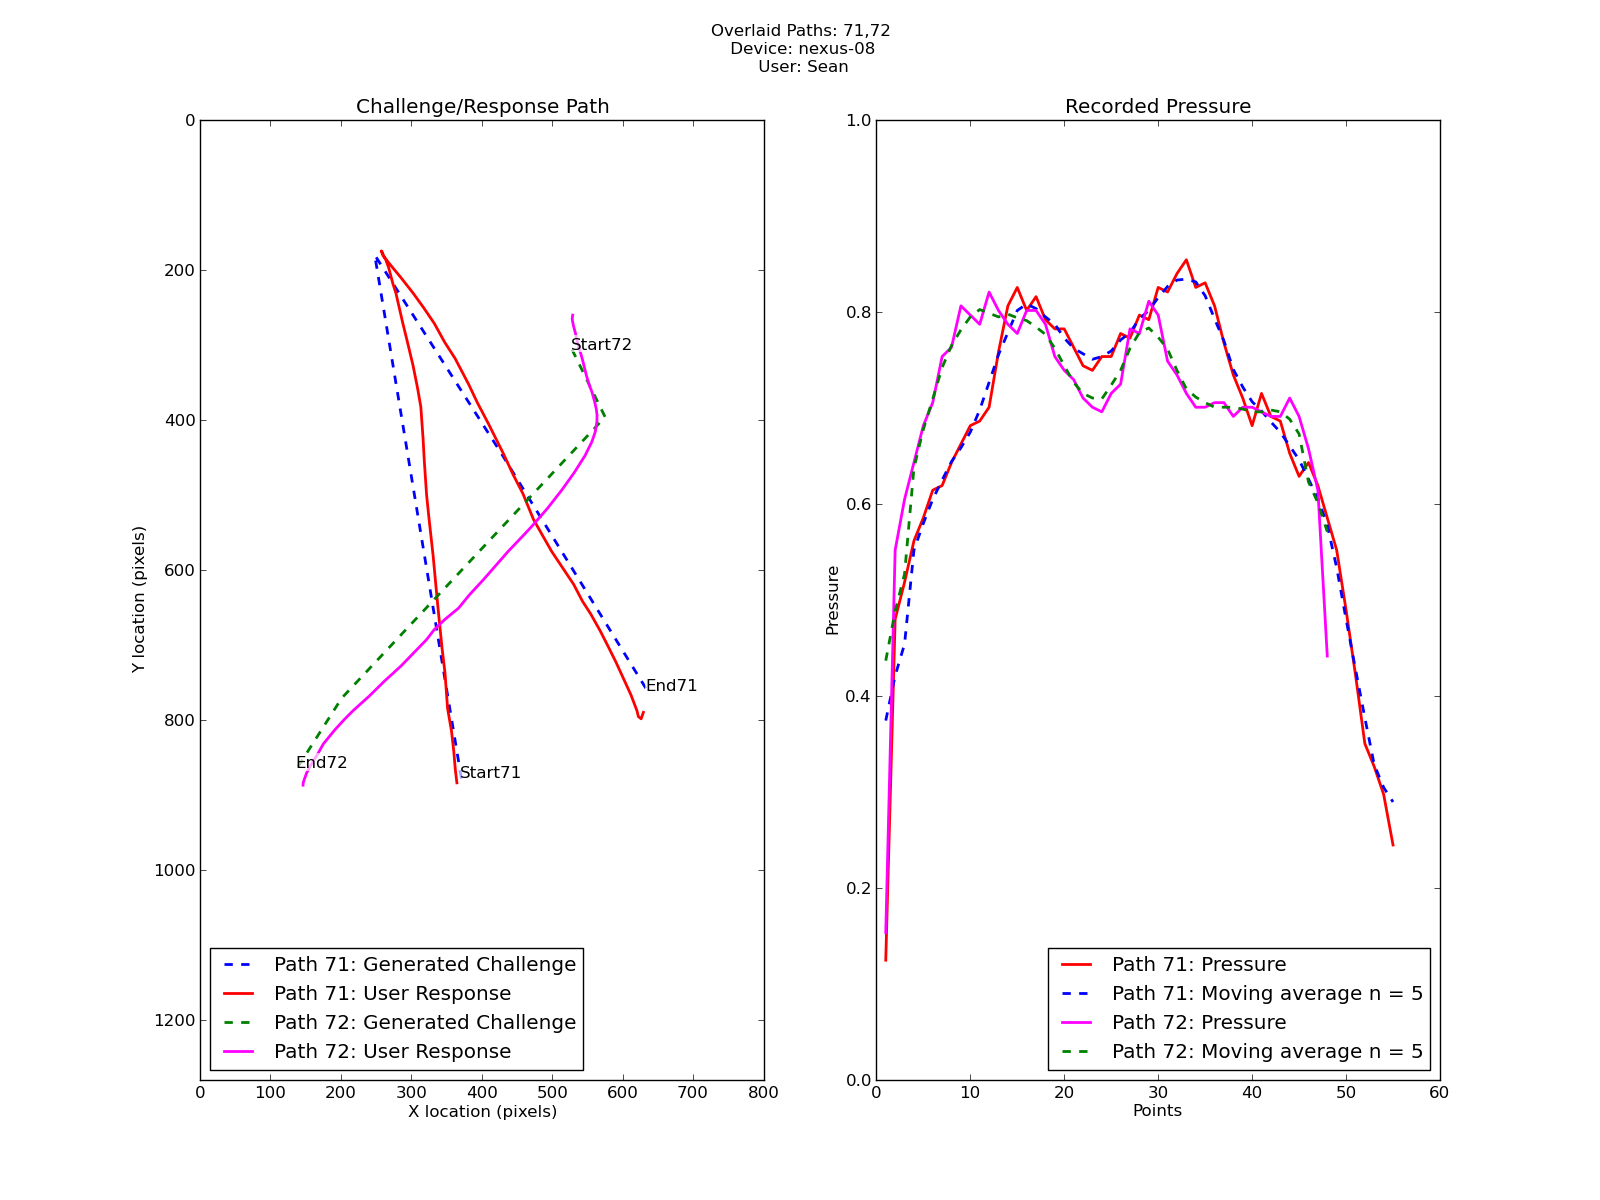 Overlaid Paths: 71,72
Device: nexus-08
User: Sean
Challenge/Response Path
0
200
400
600
800
1000
1200
Y location (pixels)
Start72
End71
End72
Start71
Path 71: Generated Challenge
Path 71: User Response
Path 72: Generated Challenge
Path 72: User Response
0 100 200 300 400 500 600 700 800
X location (pixels)
Recorded Pressure
1.0
0.8
0.6
0.4
0.2
0.0
Pressure
Path 71: Pressure
Path 71: Moving average n = 5
Path 72: Pressure
Path 72: Moving average n = 5
0 10 20 30 40 50 60
Points